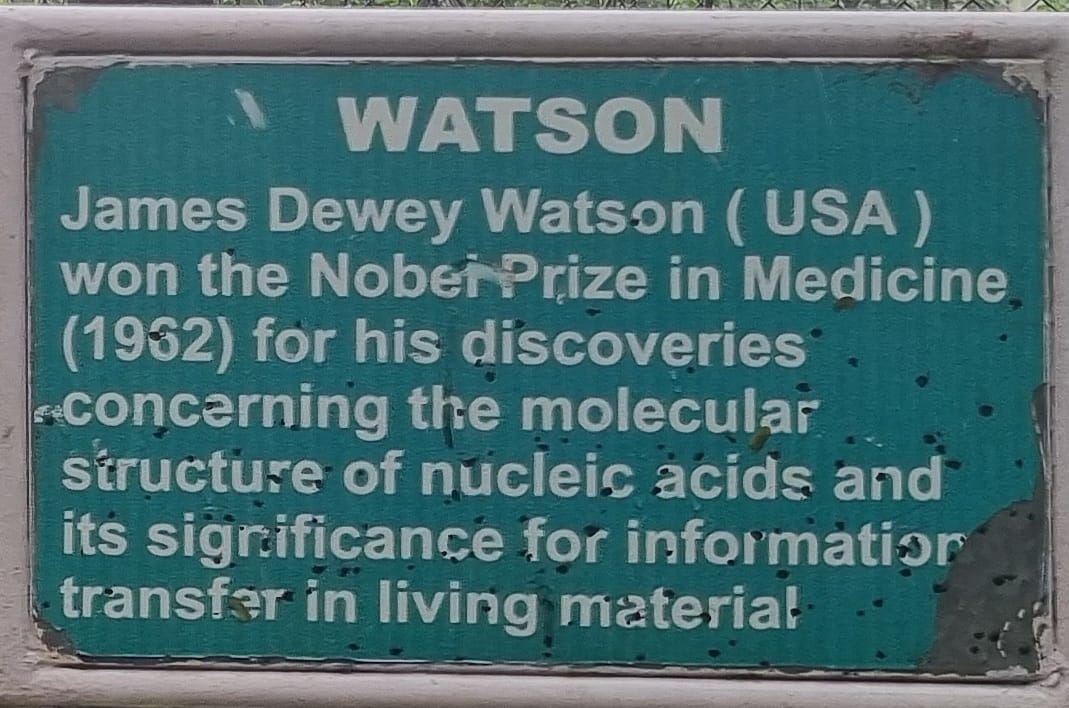 WATSON
James Dewey Watson ( USA )
won the Nobel Prize in Medicine
(1962) for his discoveries
concerning the molecular
structure of nucleic acids and
its significance for information
transfer in living material